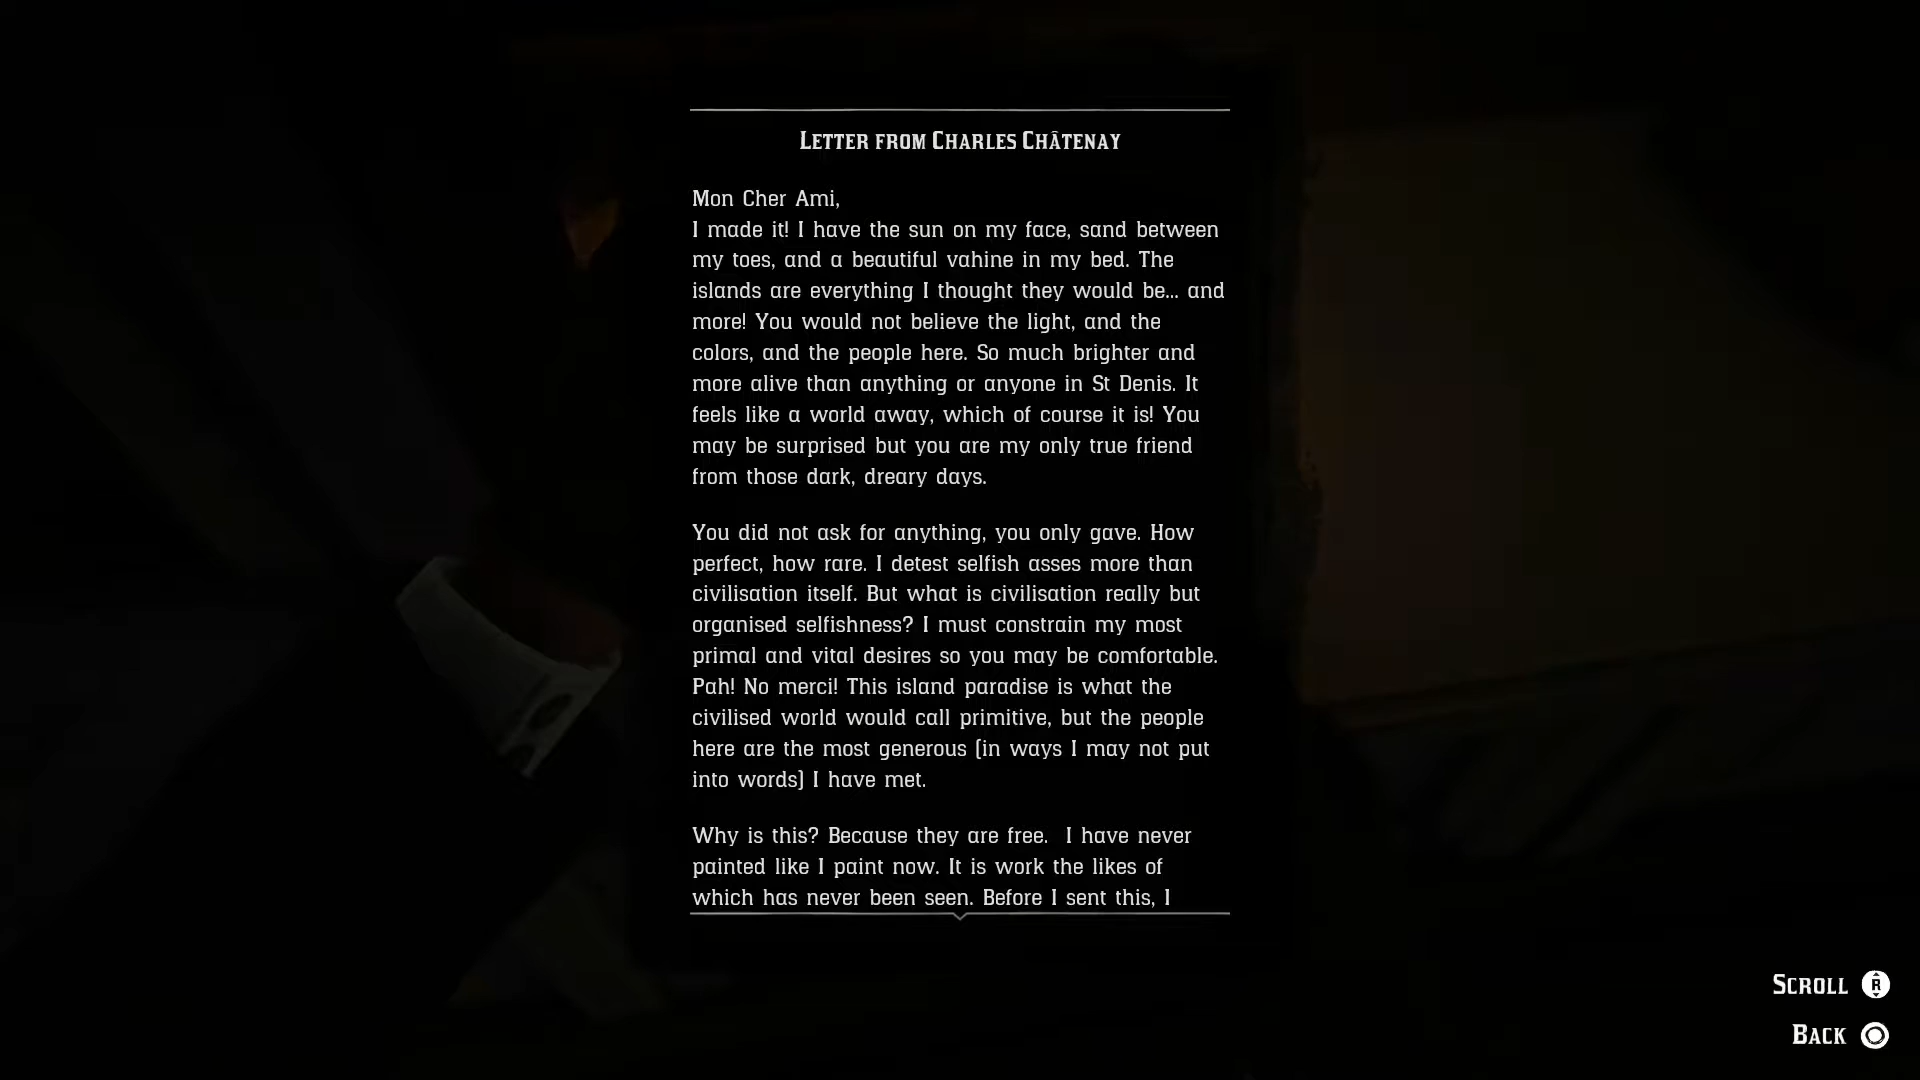 Letter from Charles Châtenay
Mon Cher Ami,
I made it! I have the sun on my face, sand between
my toes, and a beautiful vahine in my bed. The
islands are everything I thought they would be... and
more! You would not believe the light, and the
colors, and the people here. So much brighter and
more alive than anything or anyone in St Denis. It
feels like a world away, which of course it is! You
may be surprised but you are my only true friend
from those dark, dreary days.
You did not ask for anything, you only gave. How
perfect, how rare. I detest selfish asses more than
civilisation itself. But what is civilisation really but
organised selfishness? I must constrain my most
primal and vital desires so you may be comfortable.
Pah! No merci! This island paradise is what the
civilised world would call primitive, but the people
here are the most generous (in ways I may not put
into words) I have met.
Why is this? Because they are free.  I have never
painted like I paint now. It is work the likes of
which has never been seen. Before I sent this, I
Scroll R
Back